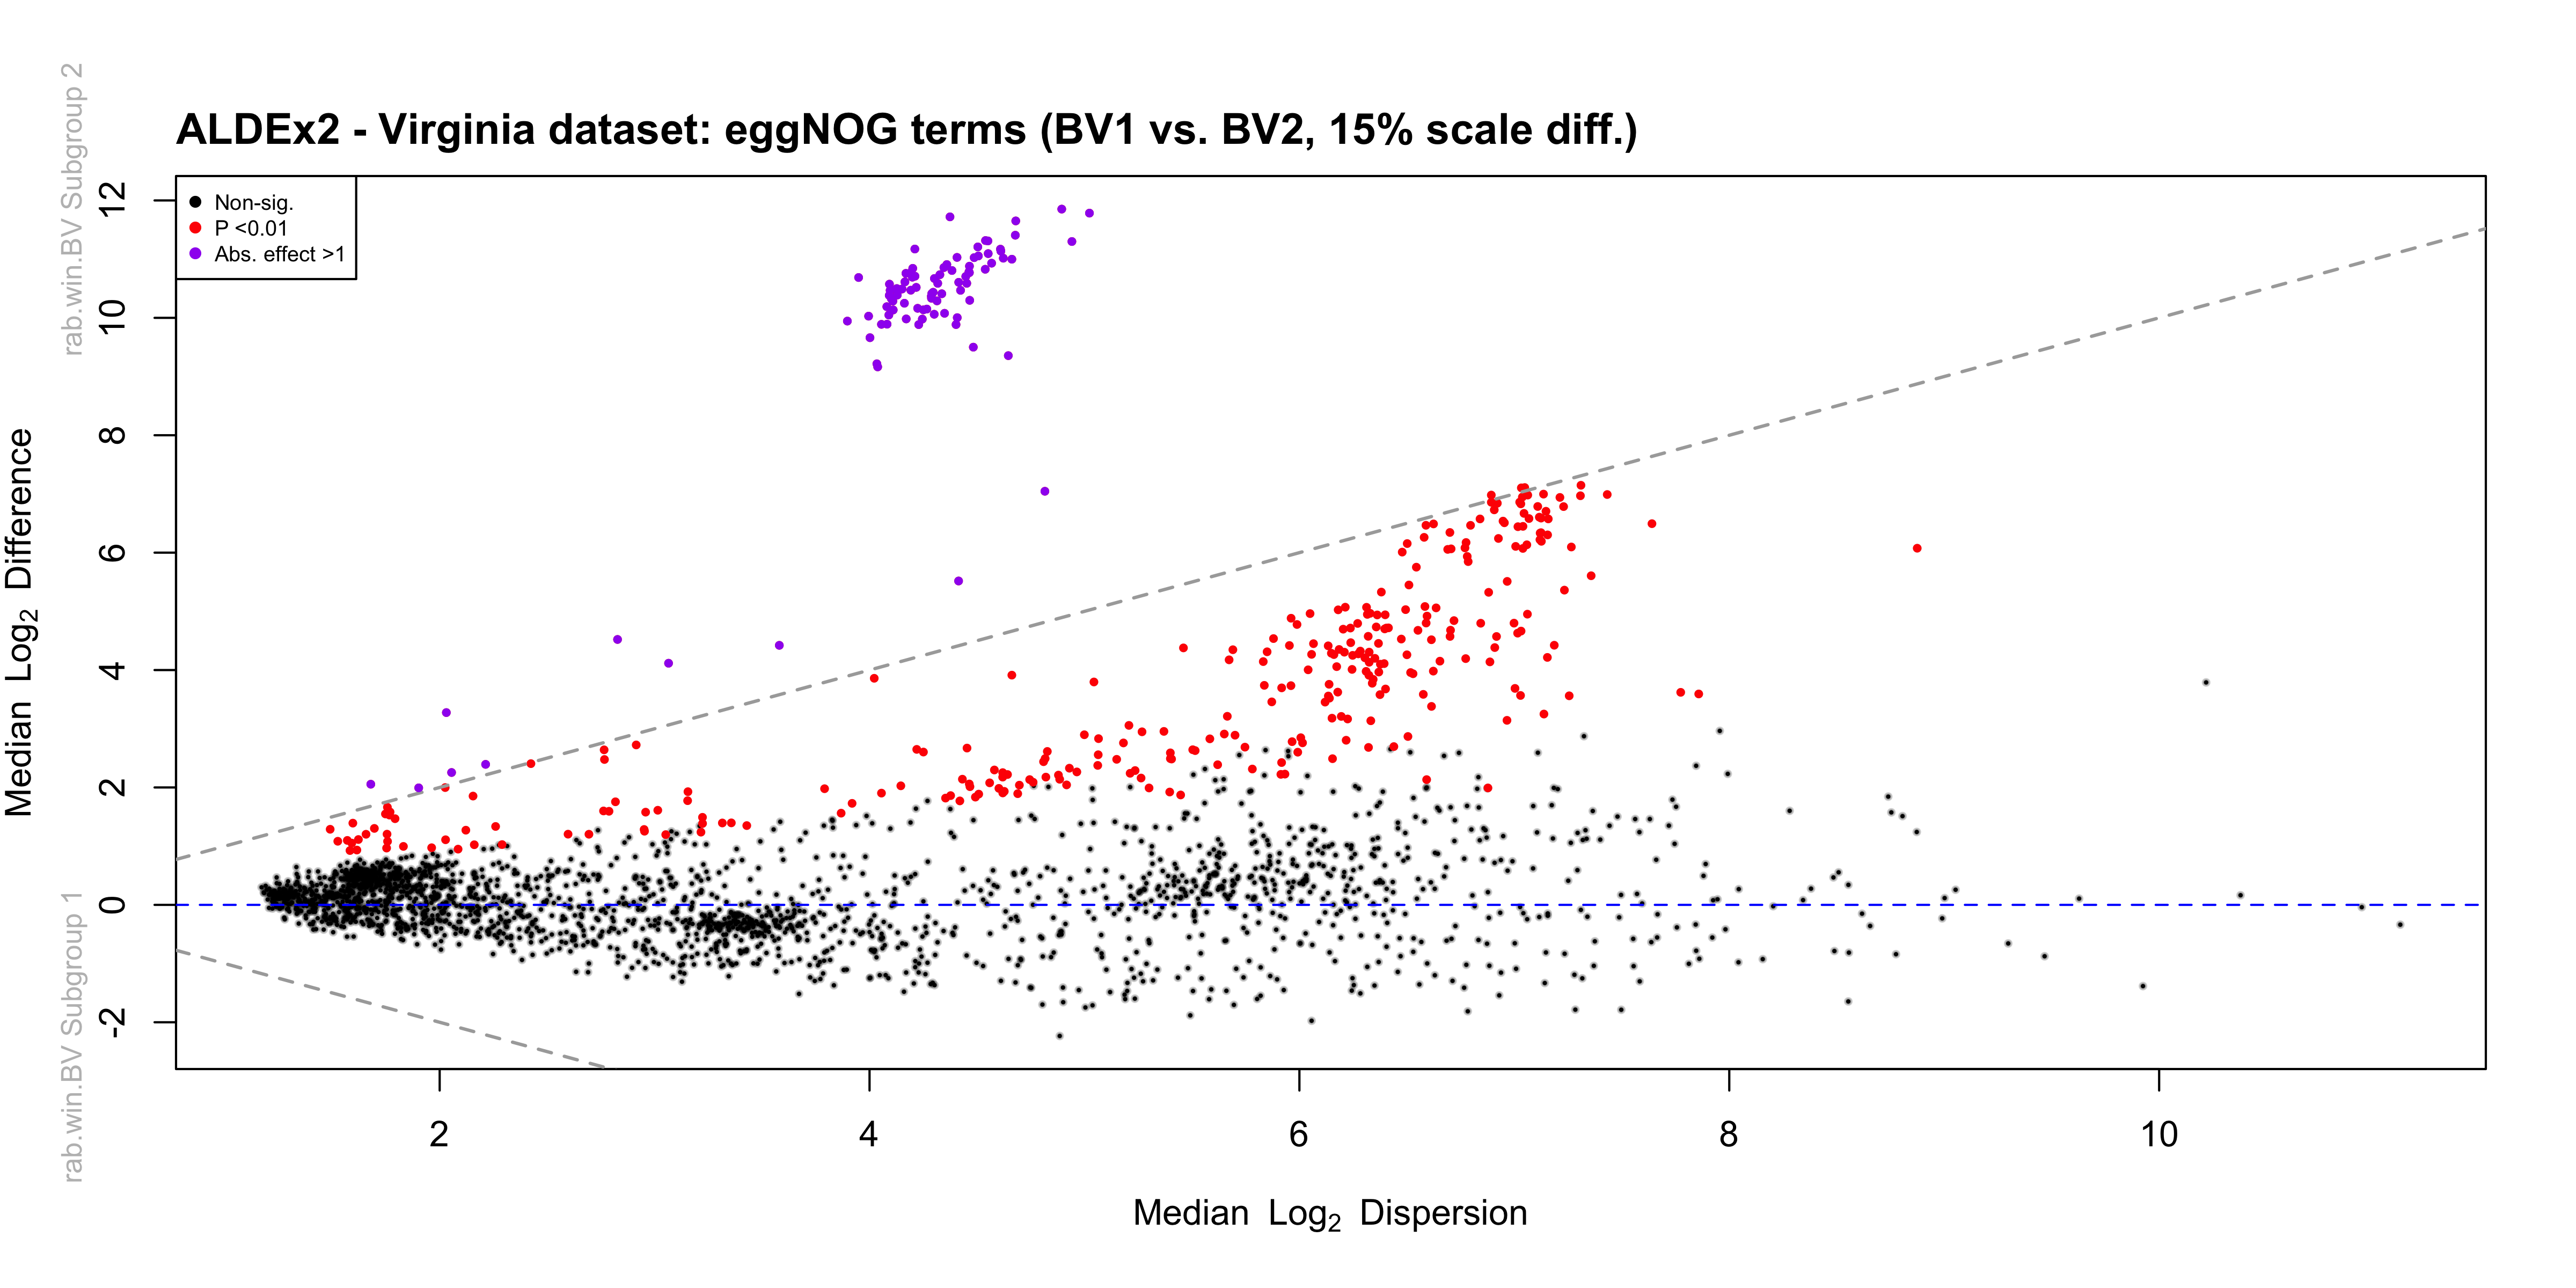 ALDEx2 - Virginia dataset: eggNOG terms (BV1 vs. BV2, 15% scale diff.)
rab.win.BV Subgroup 2
rab.win.BV Subgroup 1
Median Log2 Difference
12
10
8
6
4
2
0
-2
Non-sig.
P <0.01
Abs. effect >1
2 4 6 8 10
Median Log2 Dispersion